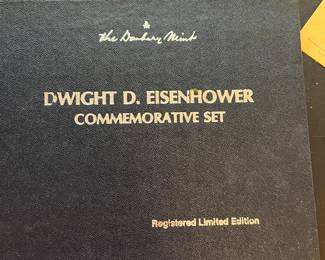 the Danbury Mint
DWIGHT D. EISENHOWER
COMMEMORATIVE SET
Registered Limited Edition